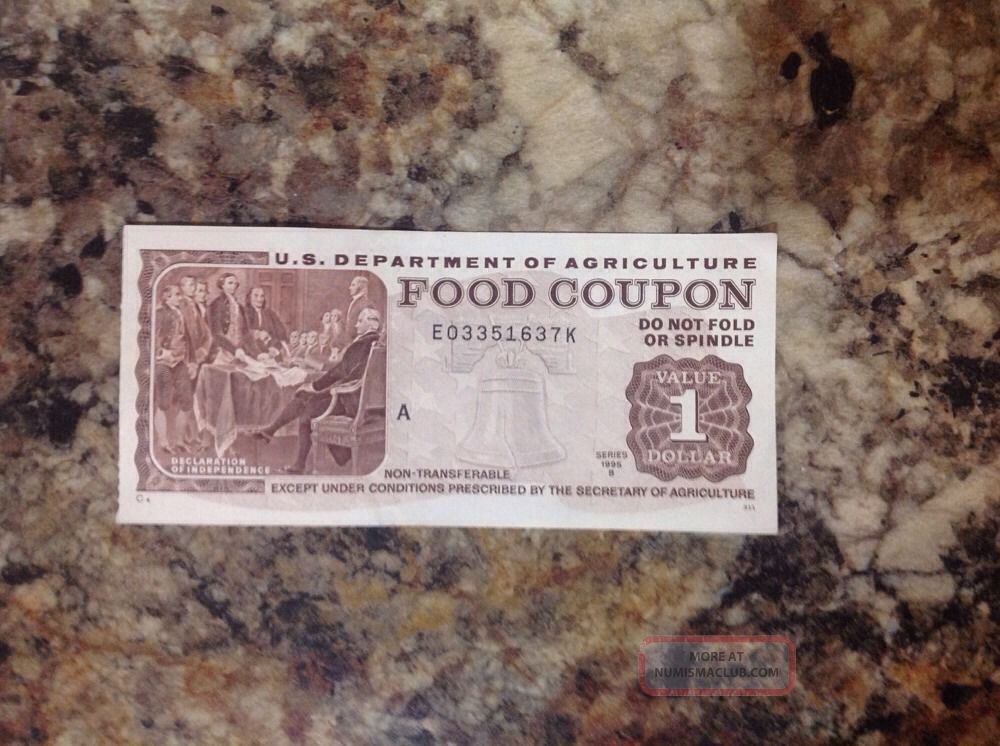 U.S. DEPARTMENT OF AGRICULTURE
FOOD COUPON
E03351637K
DO NOT FOLD
OR SPINDLE
VALUE
1
DOLLAR
A
DECLARATION
OF INDEPENDENCE
NON-TRANSFERABLE
SERIES
1995
B
EXCEPT UNDER CONDITIONS PRESCRIBED BY THE SECRETARY OF AGRICULTURE
MORE AT
NUMISMACLUB.COM